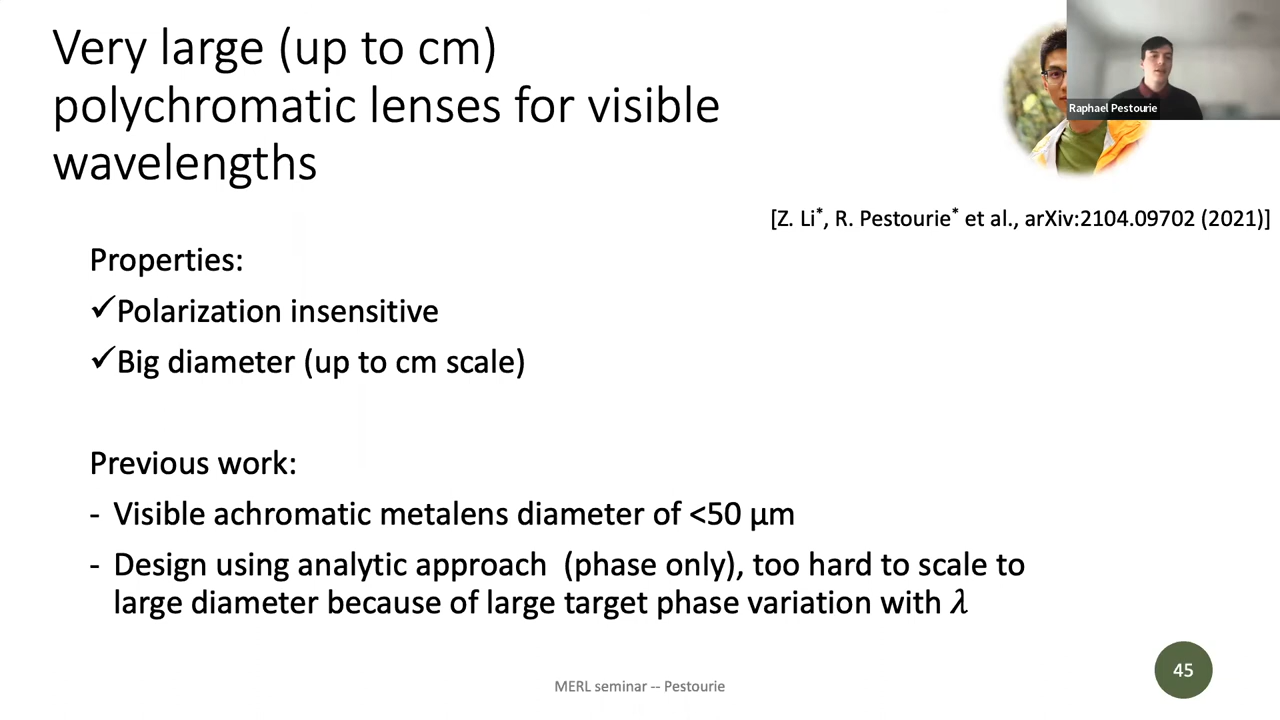 Very large (up to cm)
polychromatic lenses for visible
wavelengths
Raphael Pestourie
[Z. Li*, R. Pestourie* et al., arXiv:2104.09702 (2021)]
Properties:
✓Polarization insensitive
✓Big diameter (up to cm scale)
Previous work:
- Visible achromatic metalens diameter of <50 μm
- Design using analytic approach (phase only), too hard to scale to
large diameter because of large target phase variation with λ
MERL seminar -- Pestourie
45